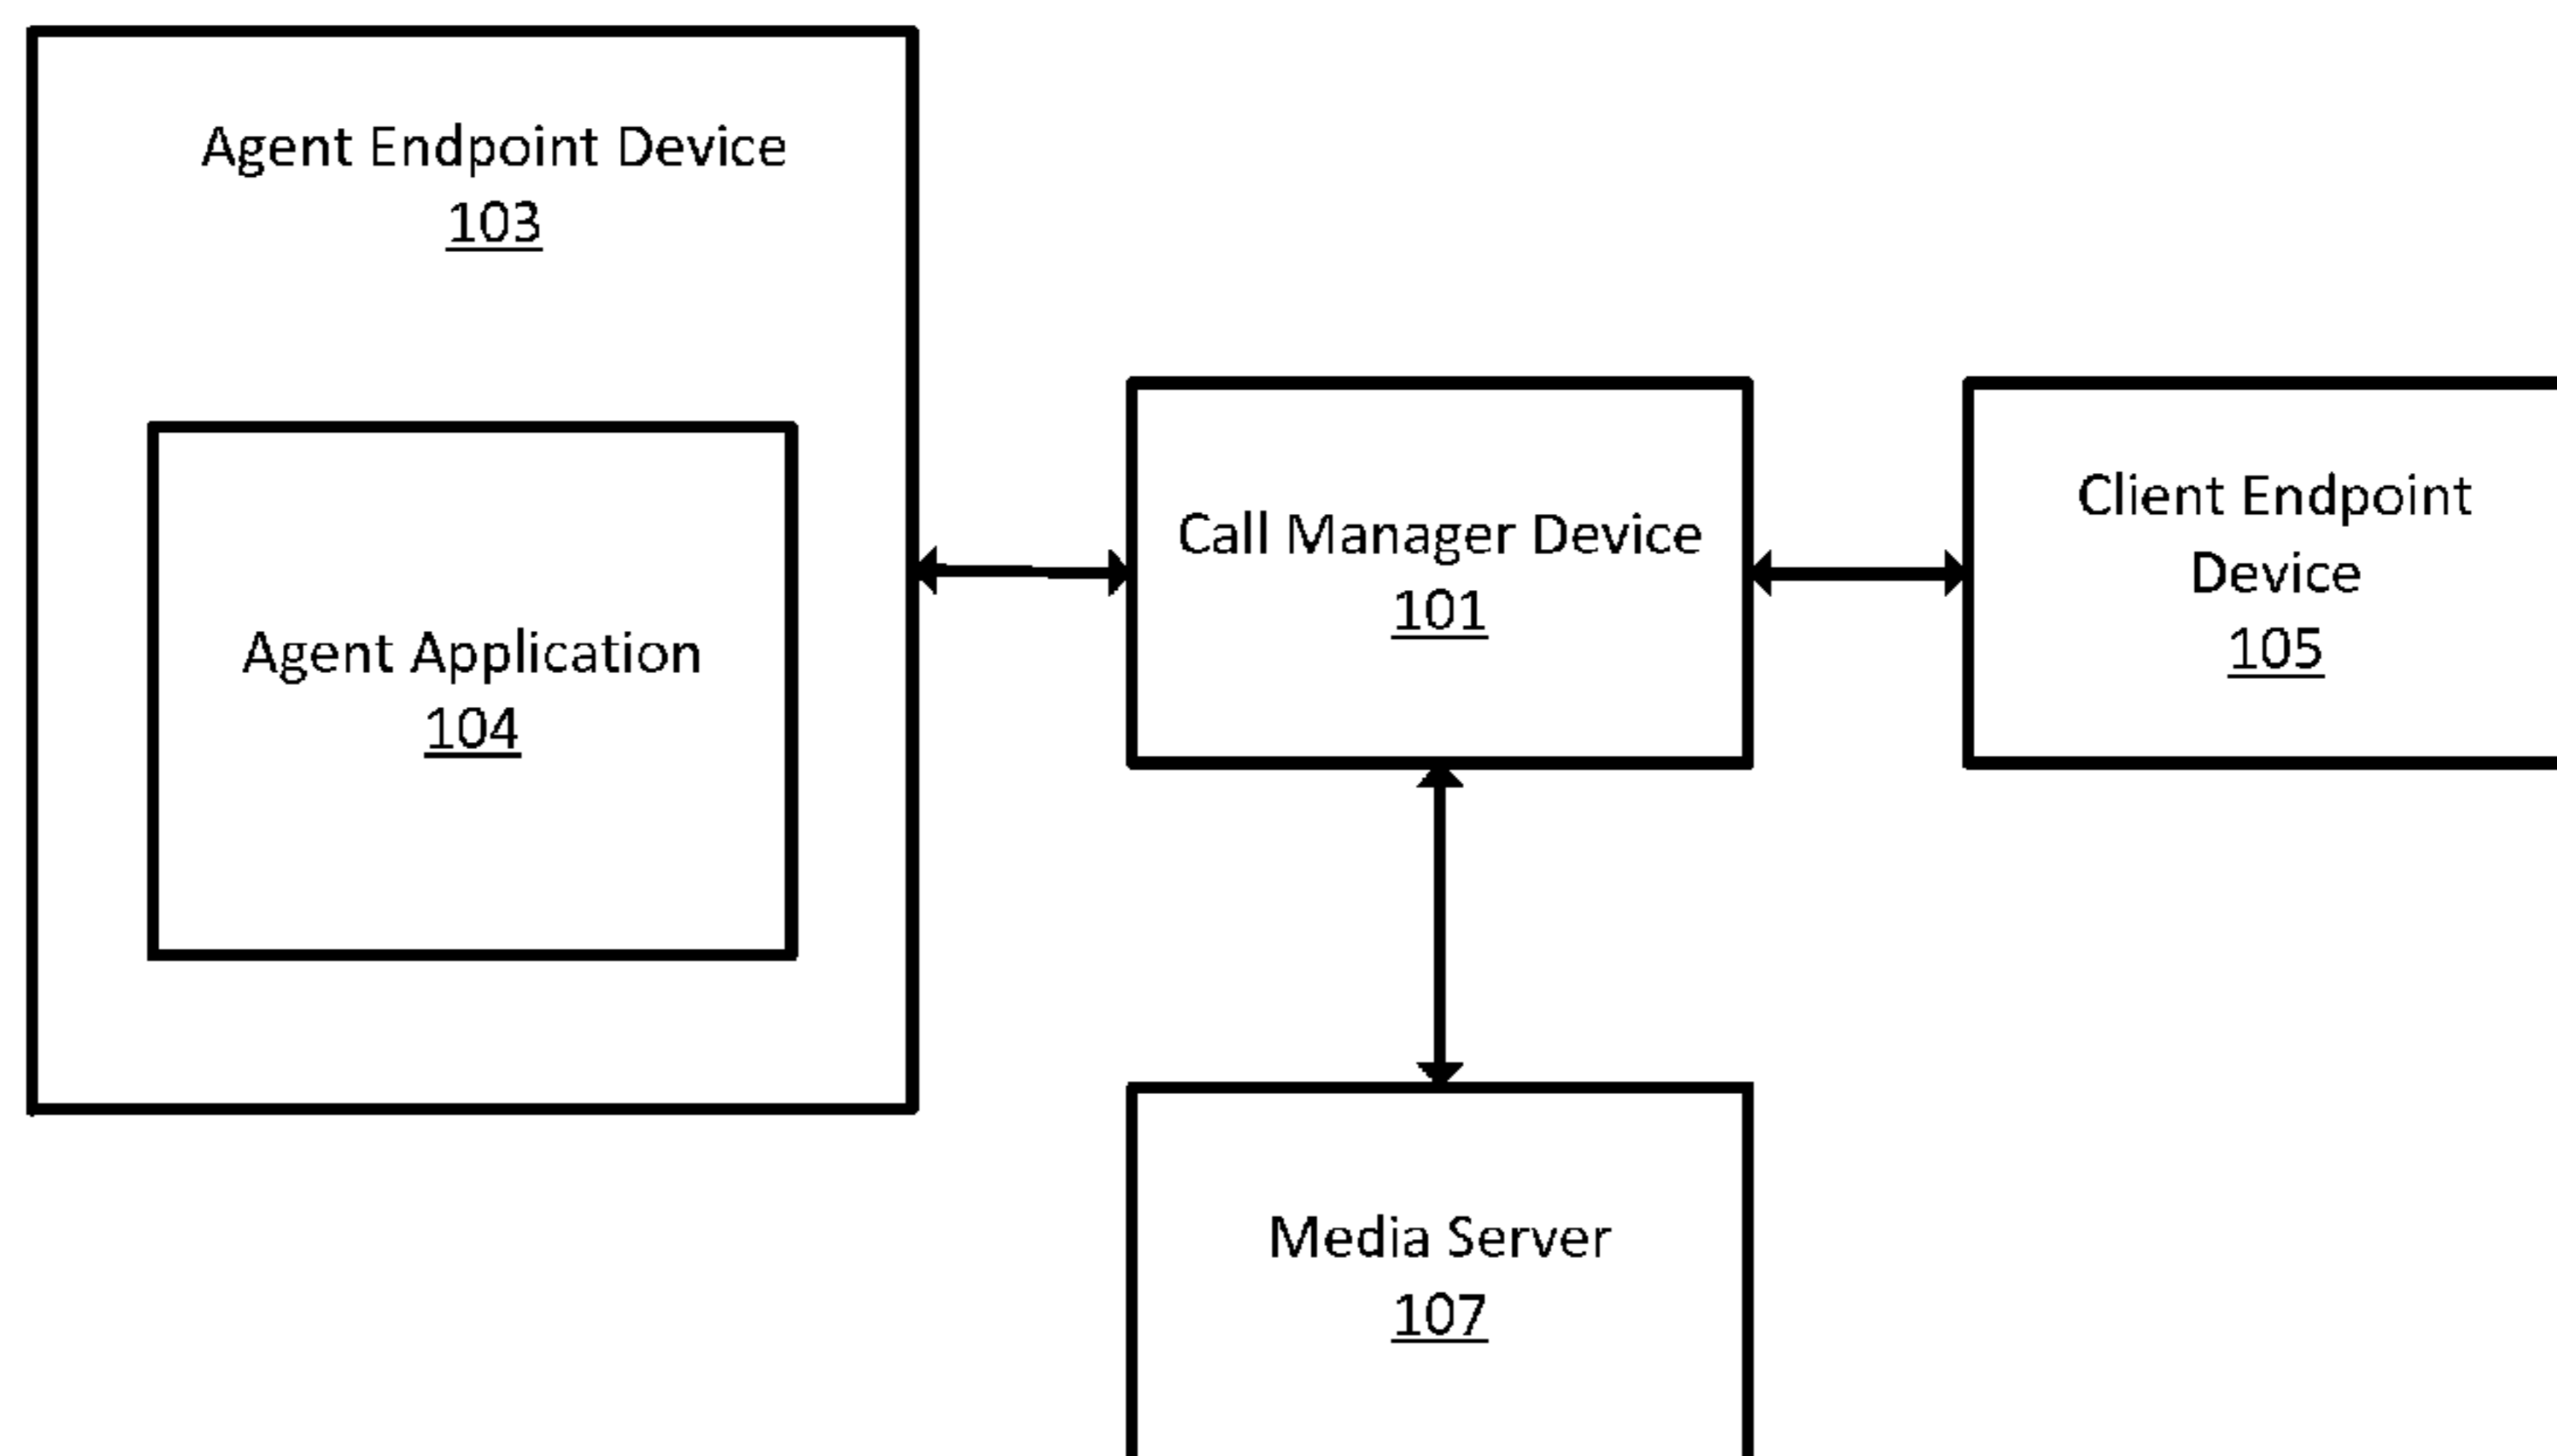 Agent Endpoint Device
103
Agent Application
104
Call Manager Device
101
Client Endpoint
Device
105
Media Server
107